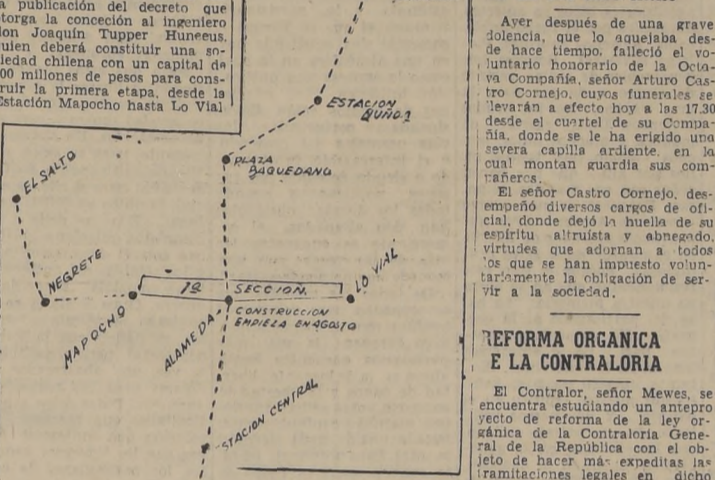 a publicación del decreto que
torga la conceción al ingeniero
don Joaquín Tupper Huneeus,
quien deberá constituir una so-
iedad chilena con un capital de
00 millones de pesos para cons-
ruir la primera etapa, desde la
Estación Mapocho hasta Lo Vial
ESTACION
ÑUÑOA
PLAZA
BAQUEDANO
EL SALTO
NEGRETE
MAPOCHO
1ª SECCION
LO VIAL
CONSTRUCCION
EMPIEZA EN AGOSTO
ALAMEDA
STACION CENTRAL
Ayer después de una grave
dolencia, que lo aquejaba des-
de hace tiempo, falleció el vo-
luntario honorario de la Octa-
va Compañía, señor Arturo Cas-
tro Cornejo, cuyos funerales se
llevarán a efecto hoy a las 17.30
desde el cuartel de su Compa-
ñía, donde se le ha erigido una
severa capilla ardiente, en la
cual montan guardia sus com-
pañeros.
El señor Castro Cornejo, des-
empeñó diversos cargos de ofi-
cial, donde dejó la huella de su
espíritu altruísta y abnegado,
virtudes que adornan a todos
los que se han impuesto volun-
tariamente la obligación de ser-
vir a la sociedad.
REFORMA ORGANICA
E LA CONTRALORIA
El Contralor, señor Mewes, se
encuentra estudiando un antepro
yecto de reforma de la ley or-
gánica de la Contraloría Gene-
ral de la República con el ob-
jeto de hacer más expeditas las
tramitaciones legales en dicho